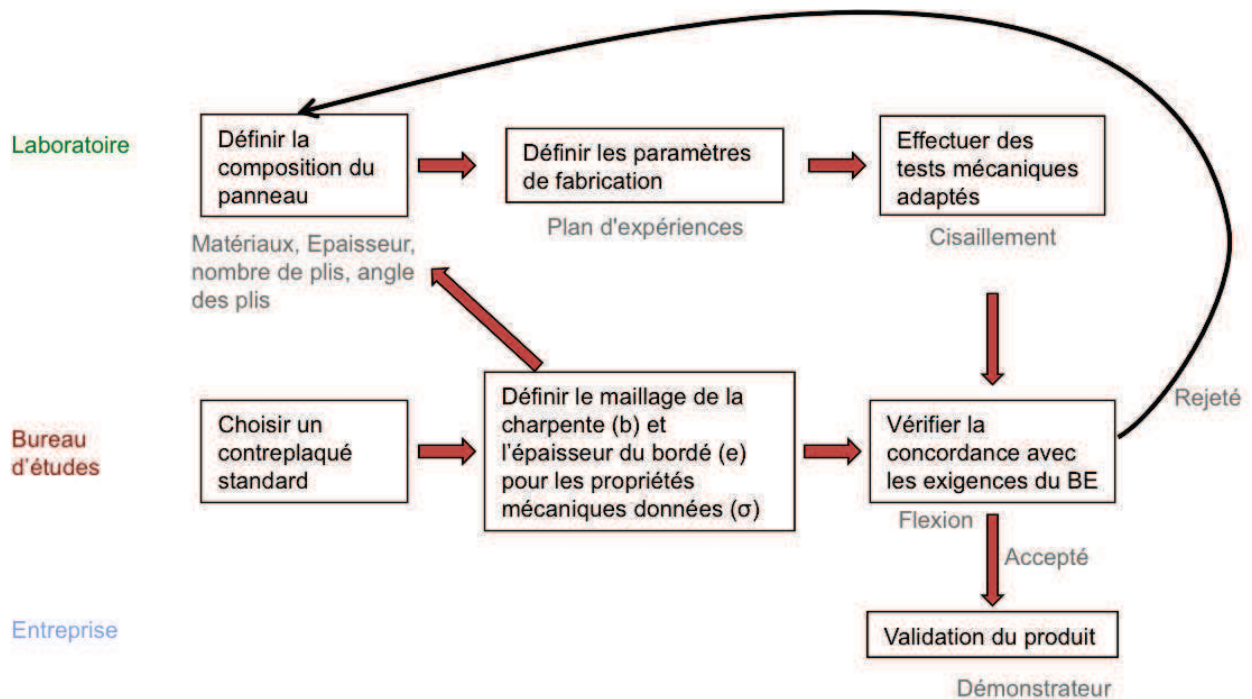 Laboratoire
Définir la
composition du
panneau
Définir les paramètres
de fabrication
Effectuer des
tests mécaniques
adaptés
Matériaux, Epaisseur,
nombre de plis, angle
des plis
Plan d'expériences
Cisaillement
Bureau
d'études
Choisir un
contreplaqué
standard
Définir le maillage de la
charpente (b) et
l'épaisseur du bordé (e)
pour les propriétés
mécaniques données (σ)
Vérifier la
concordance avec
les exigences du BE
Rejeté
Flexion
Accepté
Entreprise
Validation du produit
Démonstrateur